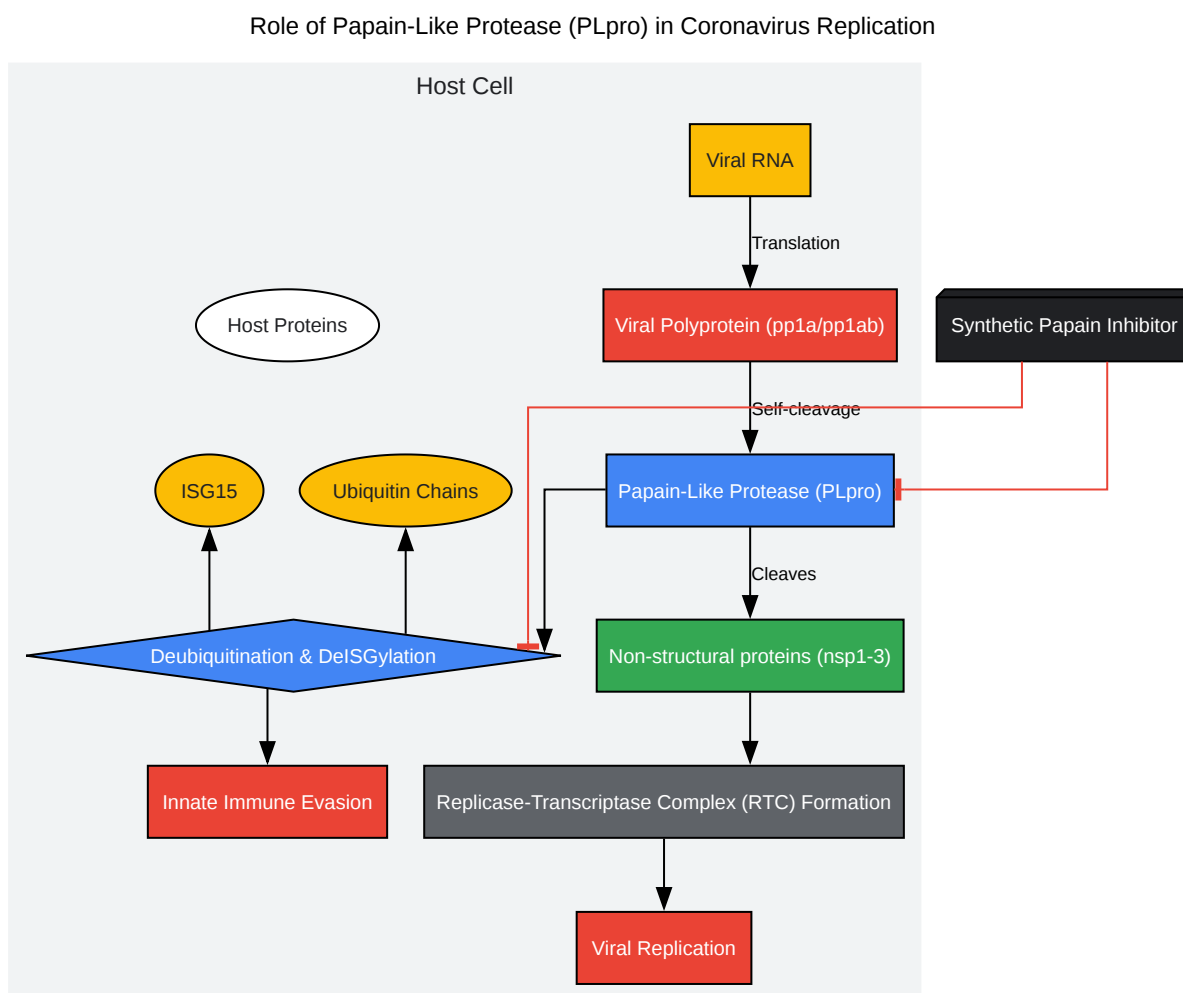 Role of Papain-Like Protease (PLpro) in Coronavirus Replication
Host Cell
Viral RNA
Translation
Host Proteins
Viral Polyprotein (pp1a/pp1ab)
Synthetic Papain Inhibitor
Self-cleavage
ISG15
Ubiquitin Chains
Papain-Like Protease (PLpro)
Cleaves
Deubiquitination & DeISGylation
Non-structural proteins (nsp1-3)
Innate Immune Evasion
Replicase-Transcriptase Complex (RTC) Formation
Viral Replication